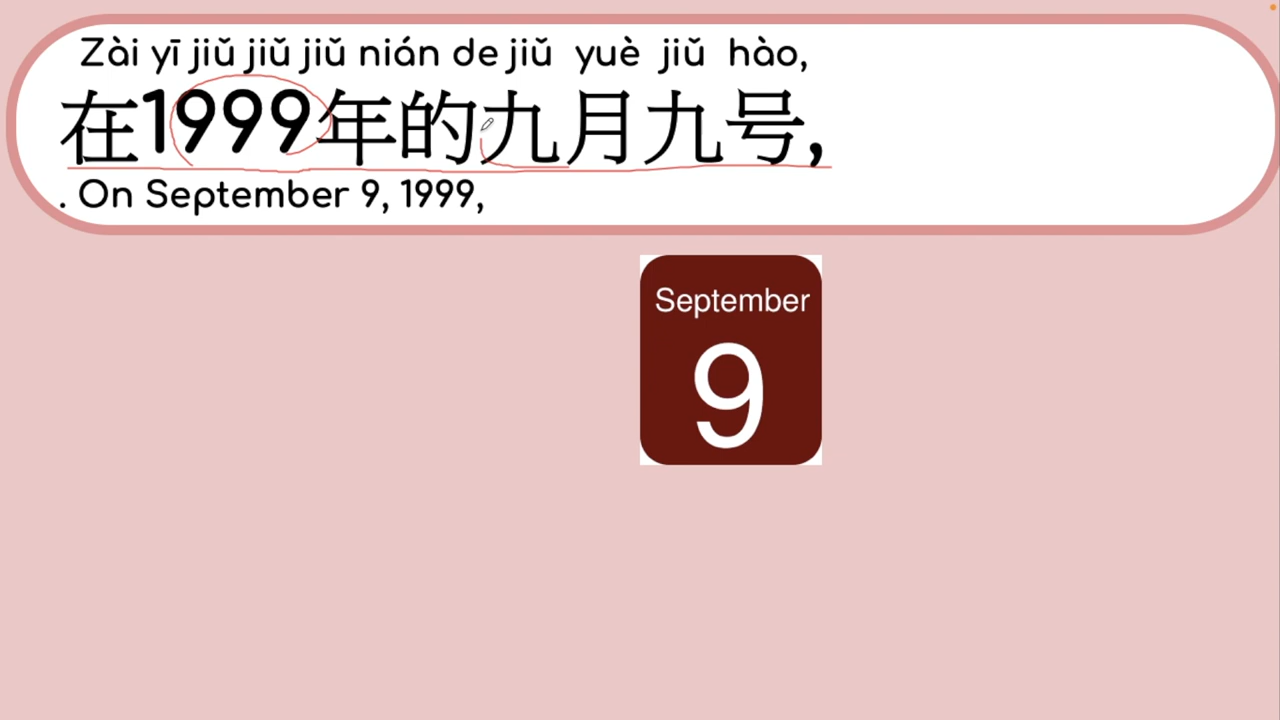 Zài yī jiǔ jiǔ jiǔ nián de jiǔ yuè jiǔ hào,
在1999年的九月九号,
. On September 9, 1999,
September
9